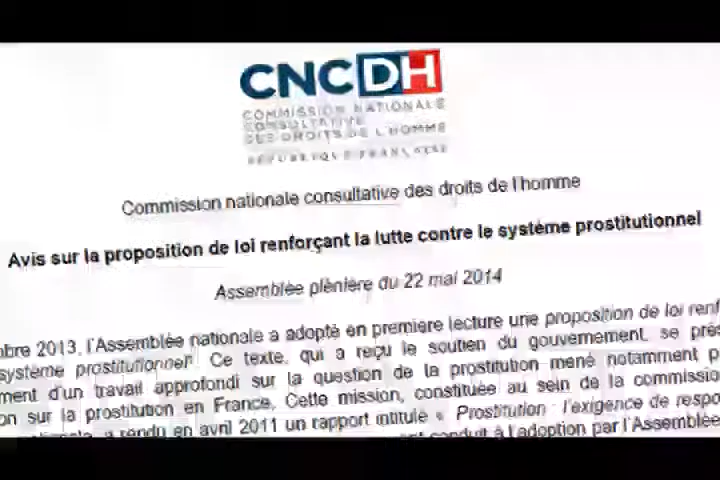 CNCDH
COMMISSION NATIONALE
CONSULTATIVE
DES DROITS DE L'HOMME
RÉPUBLIQUE FRANÇAISE
Commission nationale consultative des droits de l'homme
Avis sur la proposition de loi renforçant la lutte contre le système prostitutionnel
Assemblée plénière du 22 mai 2014
mbre 2013, l'Assemblée nationale a adopté en première lecture une proposition de loi renf
système prostitutionnel". Ce texte, qui a reçu le soutien du gouvernement, se pré
ment d'un travail approfondi sur la question de la prostitution mené notamment p
on sur la prostitution en France. Cette mission, constituée au sein de la commissio
a rendu en avril 2011 un rapport intitulé « Prostitution : l'exigence de respo
conduit à l'adoption par l'Assemblée